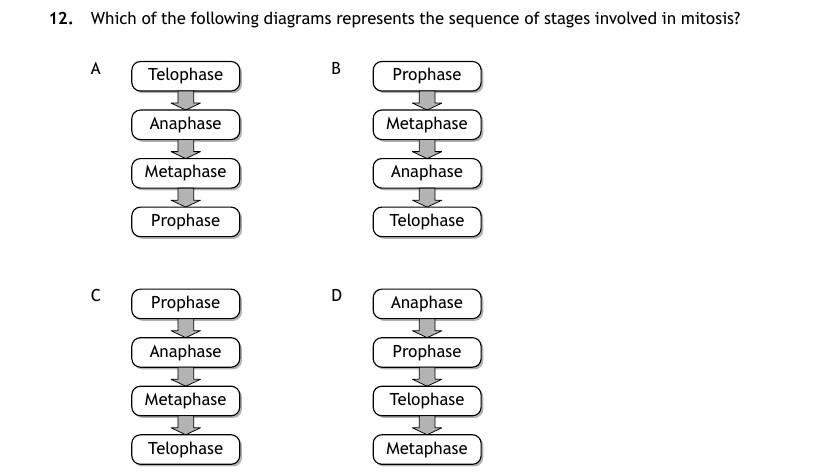 12. Which of the following diagrams represents the sequence of stages involved in mitosis?
A
Telophase
Anaphase
Metaphase
Prophase
B
Prophase
Metaphase
Anaphase
Telophase
C
Prophase
Anaphase
Metaphase
Telophase
D
Anaphase
Prophase
Telophase
Metaphase